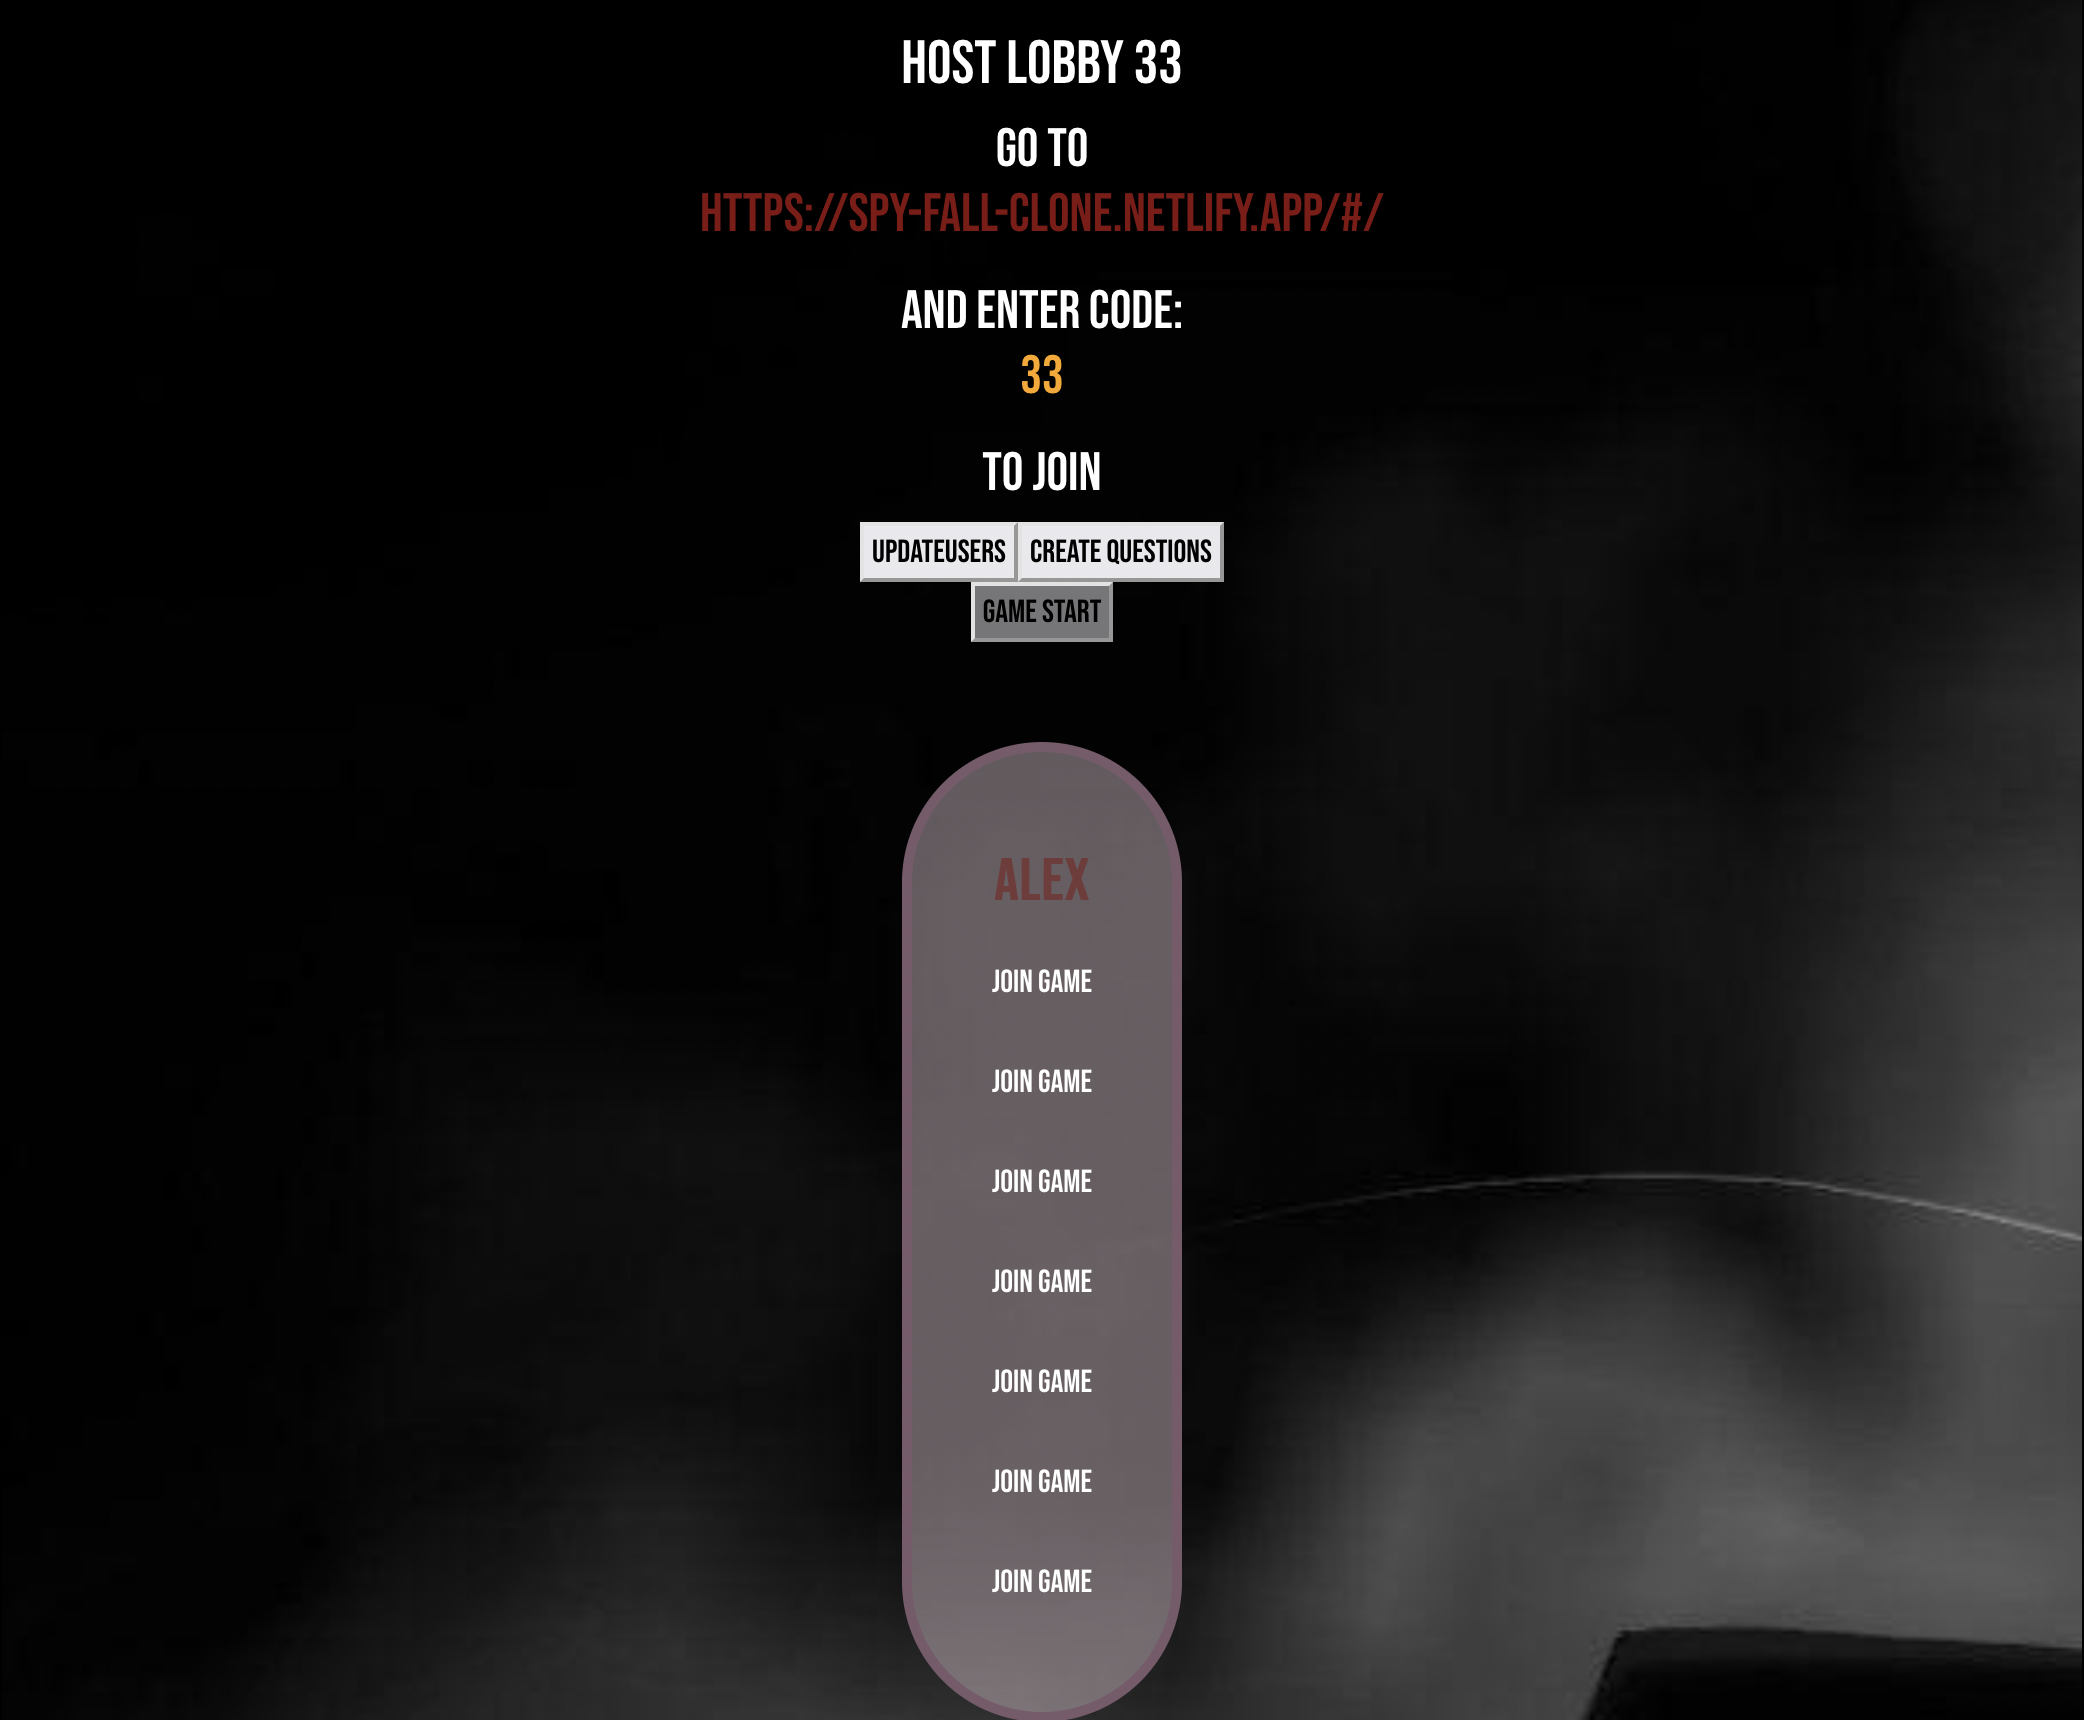 HOST LOBBY 33
GO TO
HTTPS://SPY-FALL-CLONE.NETLIFY.APP/#/
AND ENTER CODE:
33
TO JOIN
UPDATEUSERS CREATE QUESTIONS
GAME START
ALEX
JOIN GAME
JOIN GAME
JOIN GAME
JOIN GAME
JOIN GAME
JOIN GAME
JOIN GAME